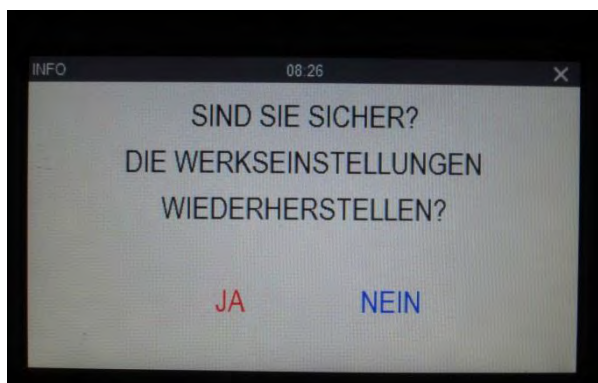 INFO 08:26 ×
SIND SIE SICHER?
DIE WERKSEINSTELLUNGEN
WIEDERHERSTELLEN?
JA NEIN